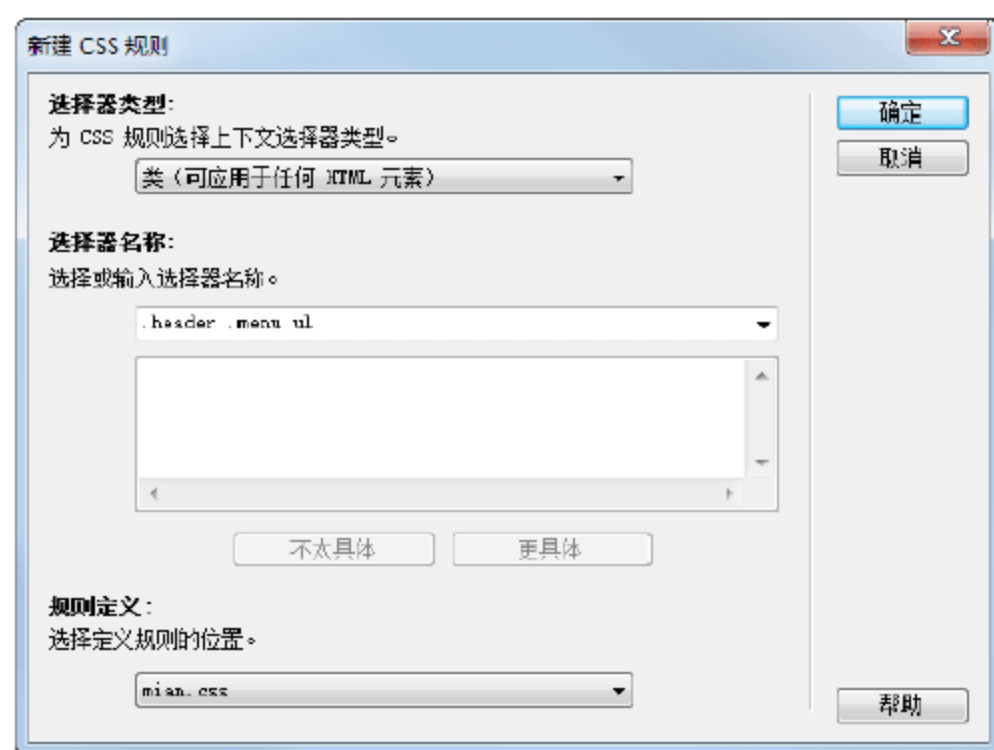 新建 CSS 规则
选择器类型:
为 CSS 规则选择上下文选择器类型。
确定
类（可应用于任何 HTML 元素）
取消
选择器名称:
选择或输入选择器名称。
.header .menu ul
不太具体
更具体
规则定义:
选择定义规则的位置。
mian.css
帮助